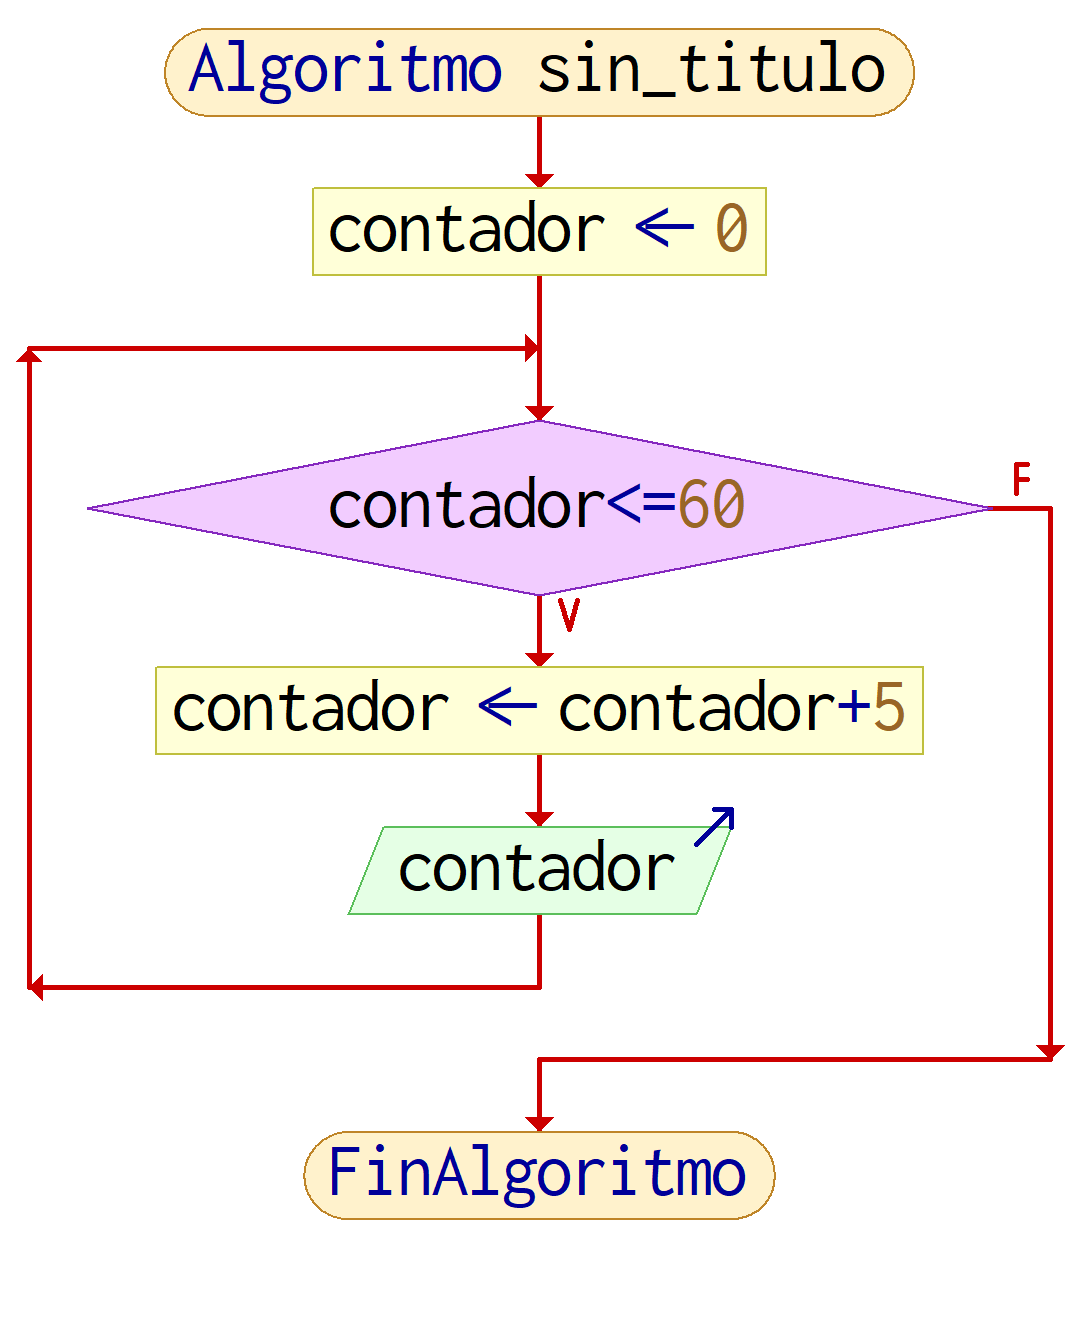 Algoritmo sin_titulo
contador ← 0
contador<=60
F
V
contador ← contador+5
contador
FinAlgoritmo